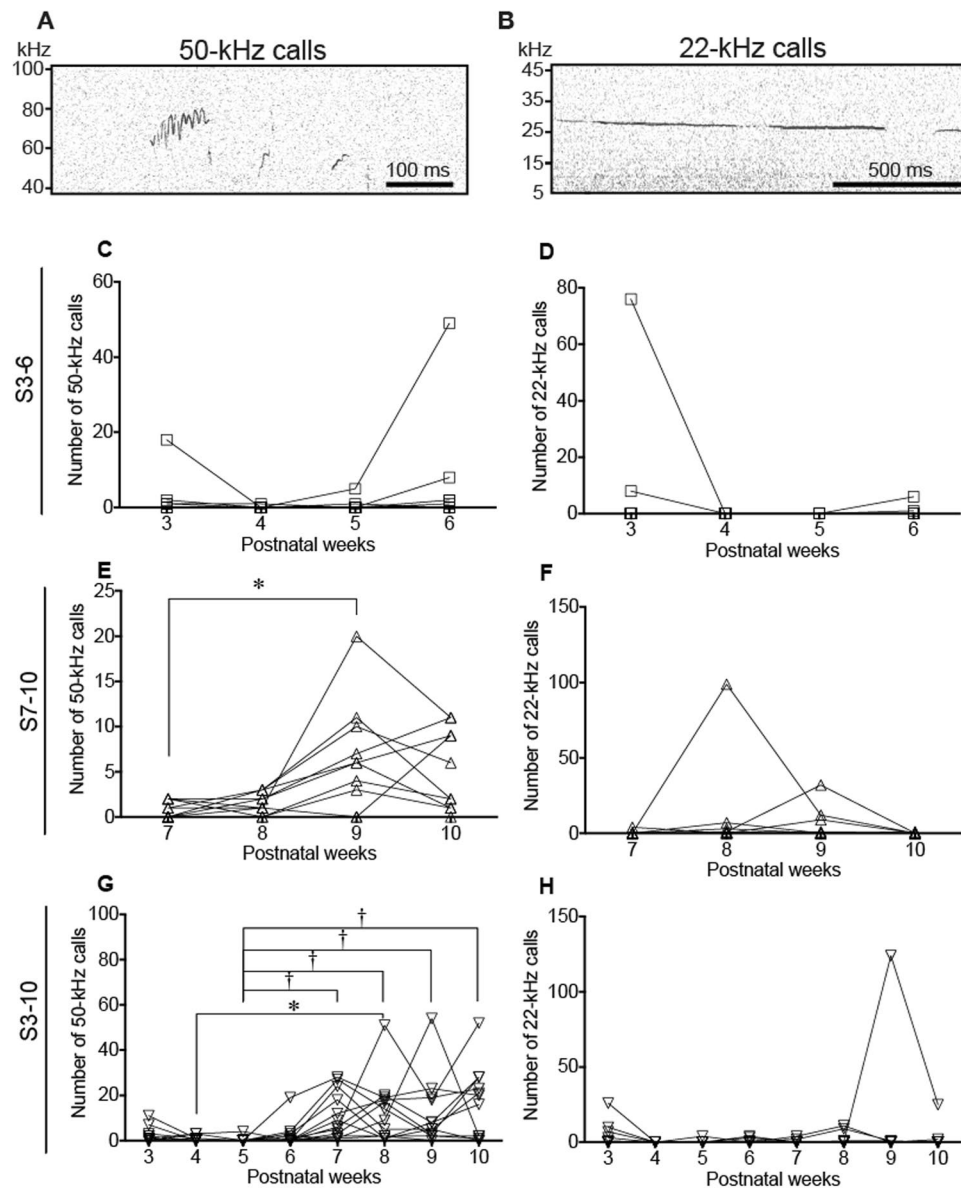 A
50-kHz calls
kHz
100
80
60
40
100 ms
B
22-kHz calls
kHz
45
35
25
15
5
500 ms
S3-6
C
Number of 50-kHz calls
60
40
20
0
3 4 5 6
Postnatal weeks
D
Number of 22-kHz calls
80
60
40
20
0
3 4 5 6
Postnatal weeks
S7-10
E
Number of 50-kHz calls
25
20
15
10
5
0
*
7 8 9 10
Postnatal weeks
F
Number of 22-kHz calls
150
100
50
0
7 8 9 10
Postnatal weeks
S3-10
G
Number of 50-kHz calls
100
80
60
40
20
0
†
†
†
†
*
3 4 5 6 7 8 9 10
Postnatal weeks
H
Number of 22-kHz calls
150
100
50
0
3 4 5 6 7 8 9 10
Postnatal weeks